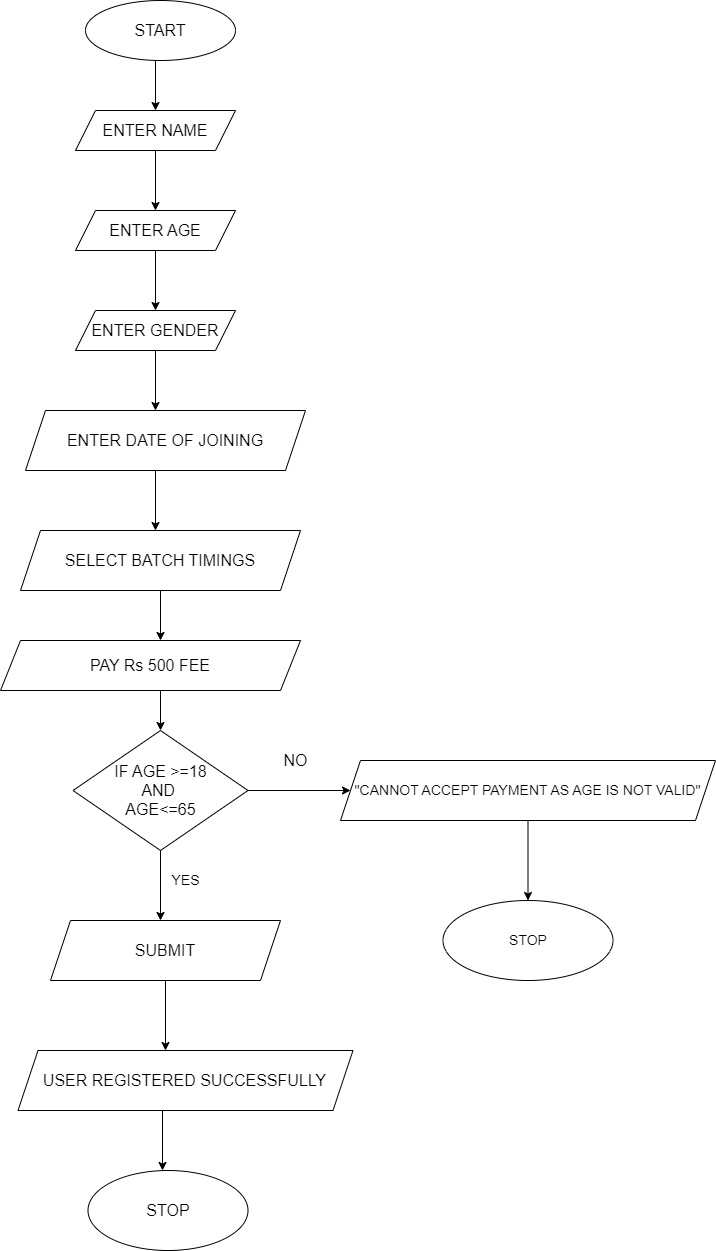 START
ENTER NAME
ENTER AGE
ENTER GENDER
ENTER DATE OF JOINING
SELECT BATCH TIMINGS
PAY Rs 500 FEE
IF AGE >=18
AND
AGE<=65
NO
"CANNOT ACCEPT PAYMENT AS AGE IS NOT VALID"
STOP
YES
SUBMIT
USER REGISTERED SUCCESSFULLY
STOP